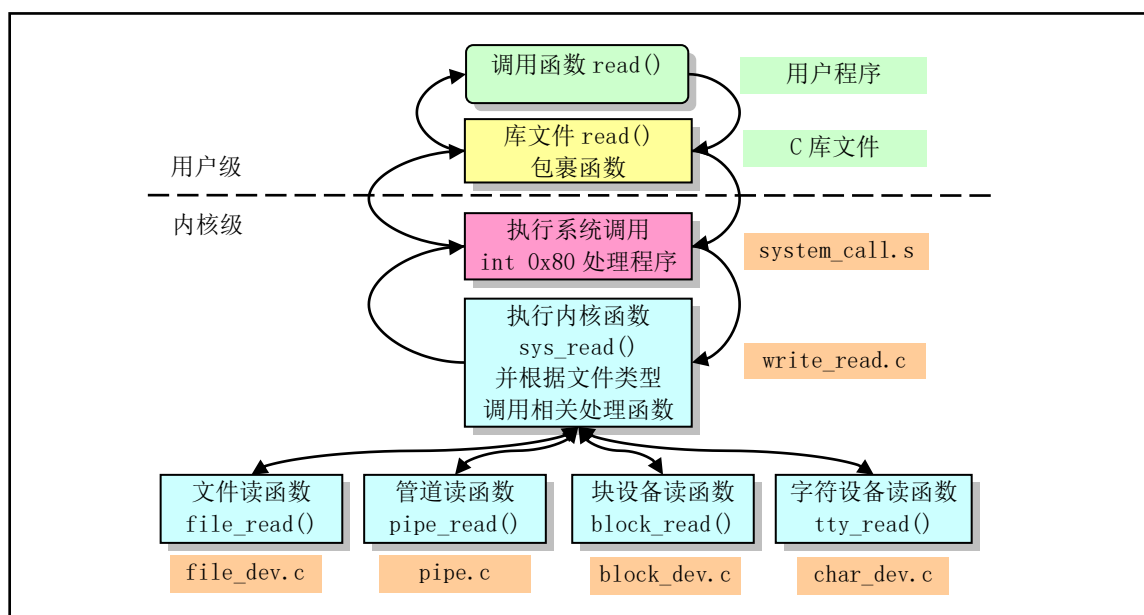 调用函数 read()
用户程序
库文件 read()
包裹函数
C 库文件
用户级
内核级
执行系统调用
int 0x80 处理程序
system_call.s
执行内核函数
sys_read()
并根据文件类型
调用相关处理函数
write_read.c
文件读函数
file_read()
管道读函数
pipe_read()
块设备读函数
block_read()
字符设备读函数
tty_read()
file_dev.c
pipe.c
block_dev.c
char_dev.c